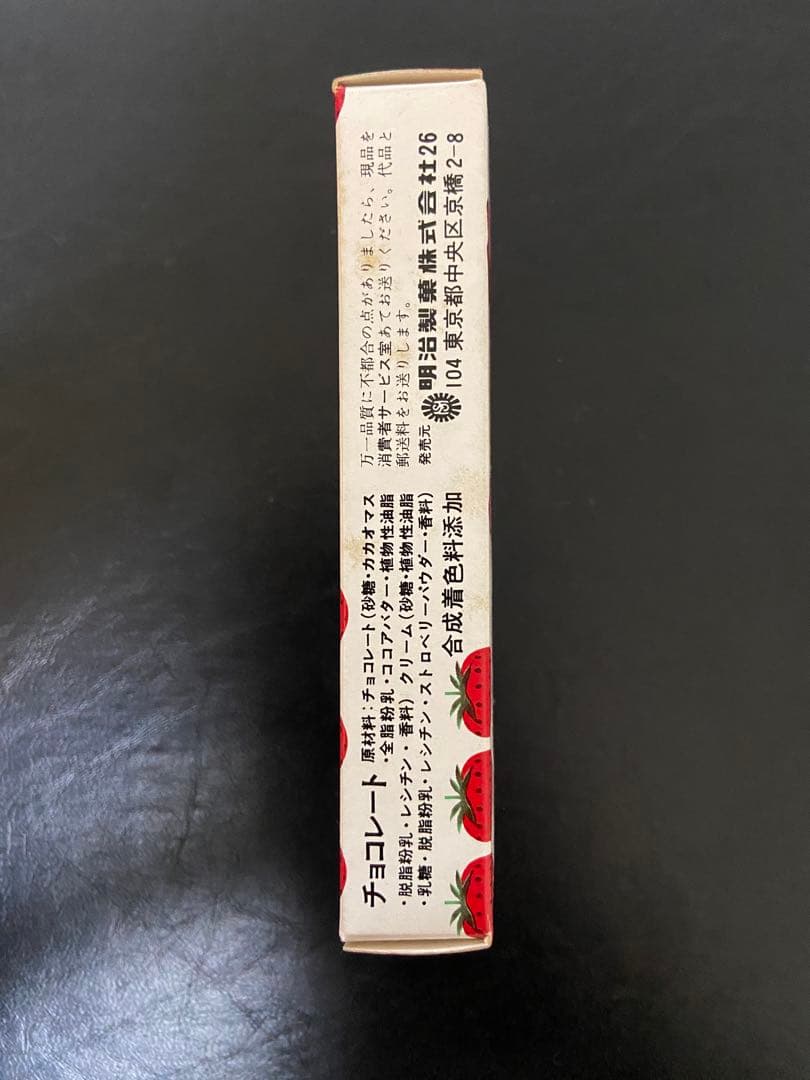 チョコレート
原材料：チョコレート(砂糖・カカオマス
・全脂粉乳・ココアバター・植物性油脂
・脱脂粉乳・レシチン・香料) クリーム(砂糖・植物性油脂
・乳糖・脱脂粉乳・レシチン・ストロベリーパウダー・香料)
合成着色料添加
万一品質に不都合の点がありましたら、現品を
消費者サービス室あてお送りください。代品と
郵送料をお送りします。
発売元 明治製菓株式会社26
104 東京都中央区京橋2-8